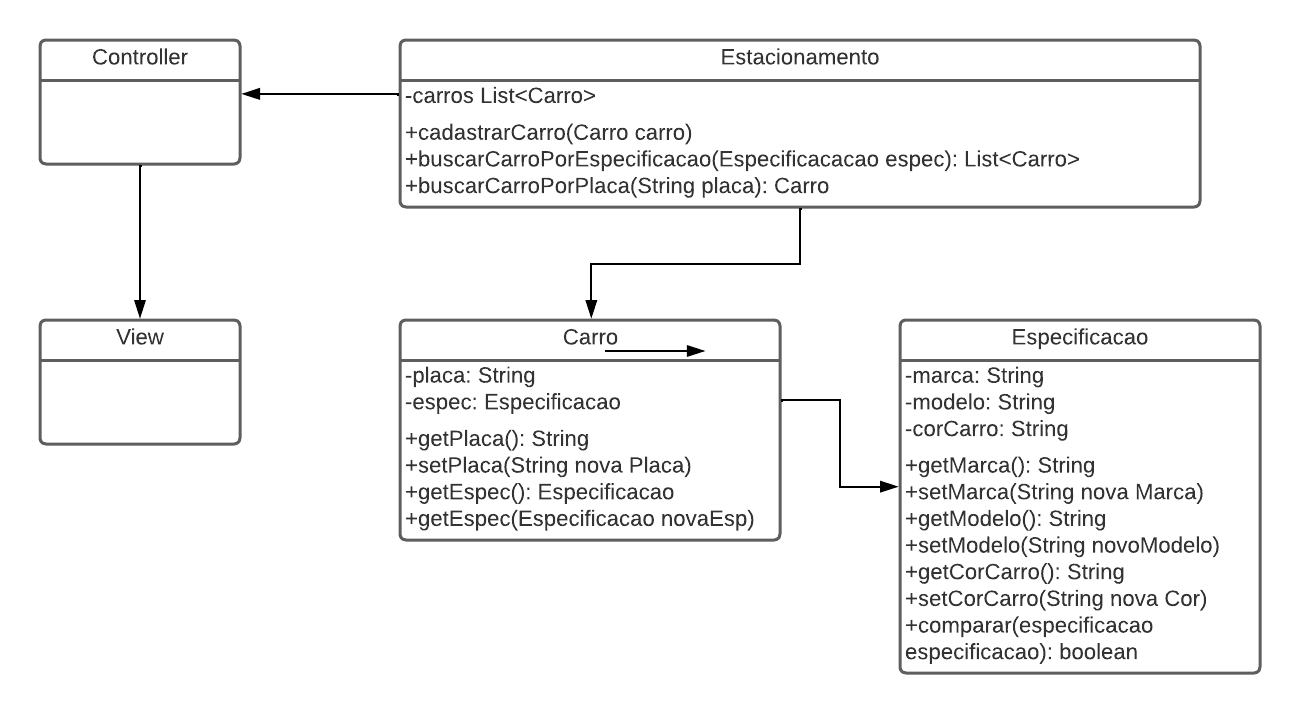 Controller
Estacionamento
-carros List<Carro>
+cadastrarCarro(Carro carro)
+buscarCarroPorEspecificacao(Especificacacao espec): List<Carro>
+buscarCarroPorPlaca(String placa): Carro
View
Carro
-placa: String
-espec: Especificacao
+getPlaca(): String
+setPlaca(String nova Placa)
+getEspec(): Especificacao
+getEspec(Especificacao novaEsp)
Especificacao
-marca: String
-modelo: String
-corCarro: String
+getMarca(): String
+setMarca(String nova Marca)
+getModelo(): String
+setModelo(String novoModelo)
+getCorCarro(): String
+setCorCarro(String nova Cor)
+comparar(especificacao
especificacao): boolean